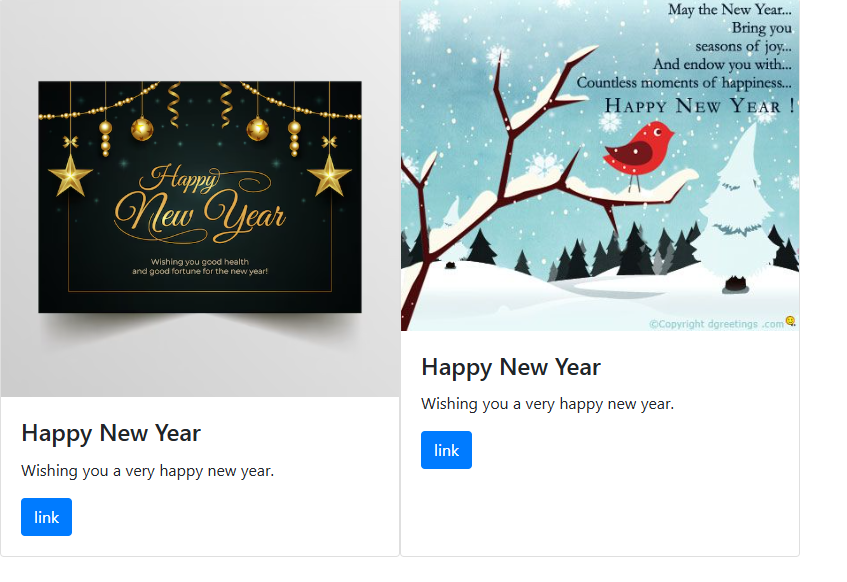 Happy
New Year
Wishing you good health
and good fortune for the new year!
Happy New Year
Wishing you a very happy new year.
link
May the New Year...
Bring you
seasons of joy...
And endow you with...
Countless moments of happiness...
HAPPY NEW YEAR !
©Copyright dgreetings .com
Happy New Year
Wishing you a very happy new year.
link